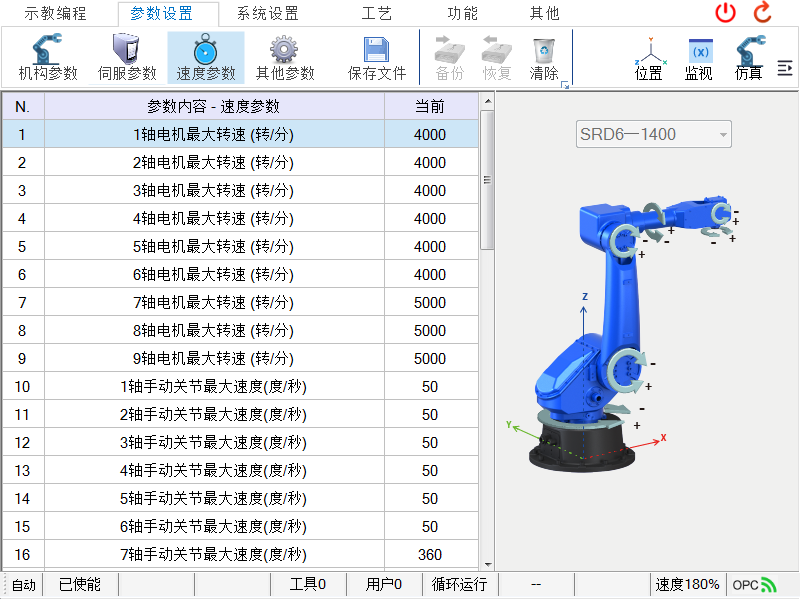 示教编程 参数设置 系统设置 工艺 功能 其他
机构参数 伺服参数 速度参数 其他参数 保存文件 备份 恢复 清除 位置 (x) 监视 仿真
N. 参数内容 - 速度参数 当前
1 1轴电机最大转速 (转/分) 4000
2 2轴电机最大转速 (转/分) 4000
3 3轴电机最大转速 (转/分) 4000
4 4轴电机最大转速 (转/分) 4000
5 5轴电机最大转速 (转/分) 4000
6 6轴电机最大转速 (转/分) 4000
7 7轴电机最大转速 (转/分) 5000
8 8轴电机最大转速 (转/分) 5000
9 9轴电机最大转速 (转/分) 5000
10 1轴手动关节最大速度(度/秒) 50
11 2轴手动关节最大速度(度/秒) 50
12 3轴手动关节最大速度(度/秒) 50
13 4轴手动关节最大速度(度/秒) 50
14 5轴手动关节最大速度(度/秒) 50
15 6轴手动关节最大速度(度/秒) 50
16 7轴手动关节最大速度(度/秒) 360
SRD6—1400
Z
Y
X
自动 已使能 工具0 用户0 循环运行 -- 速度180% OPC